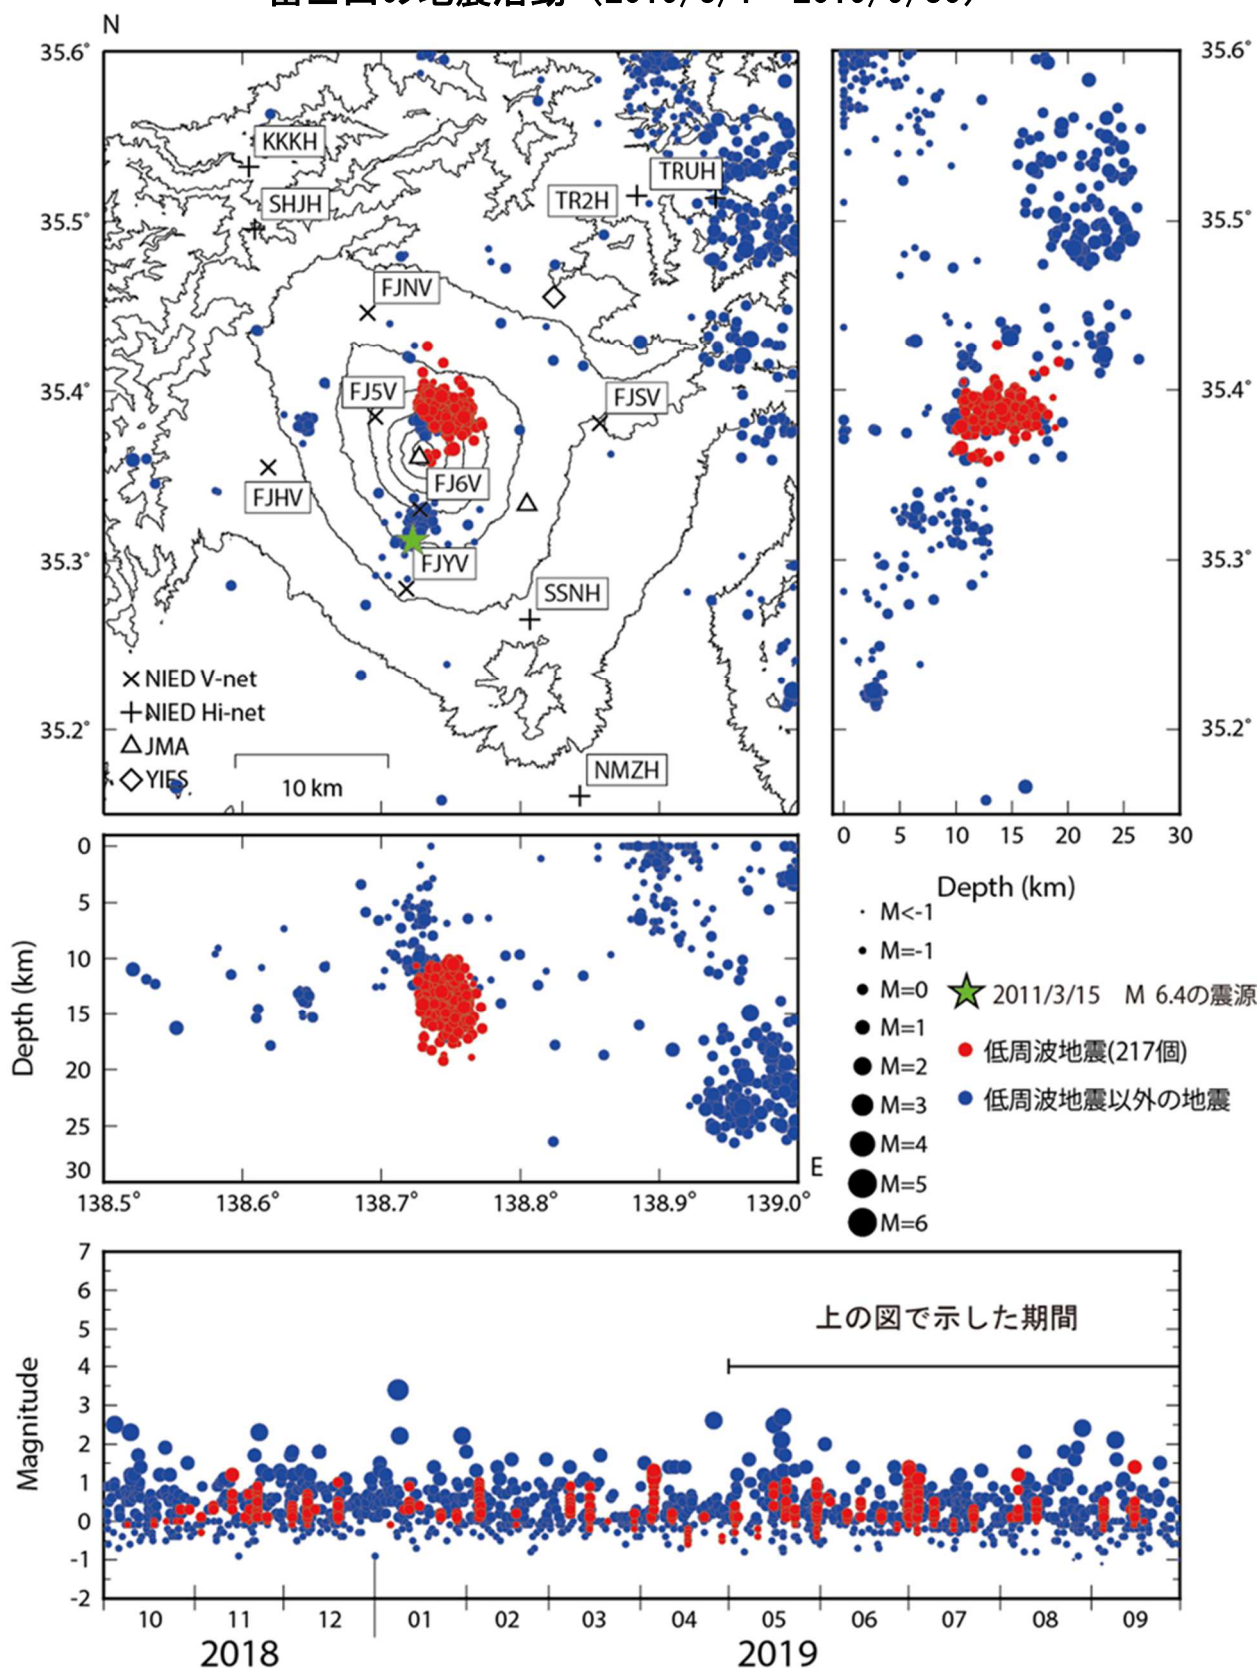 N
35.6°
35.5°
35.4°
35.3°
35.2°
KKKH
SHJH
TRUH
TR2H
FJNV
FJ5V
FJSV
FJ6V
FJHV
FJYV
SSNH
NMZH
NIED V-net
NIED Hi-net
JMA
YIES
10 km
35.6°
35.5°
35.4°
35.3°
35.2°
0 5 10 15 20 25 30
Depth (km)
0
5
10
15
20
25
30
Depth (km)
E
138.5° 138.6° 138.7° 138.8° 138.9° 139.0°
M<-1
M=-1
M=0
M=1
M=2
M=3
M=4
M=5
M=6
2011/3/15 M 6.4の震源
低周波地震(217個)
低周波地震以外の地震
7
6
5
4
3
2
1
0
-1
-2
Magnitude
上の図で示した期間
10 11 12 01 02 03 04 05 06 07 08 09
2018 2019